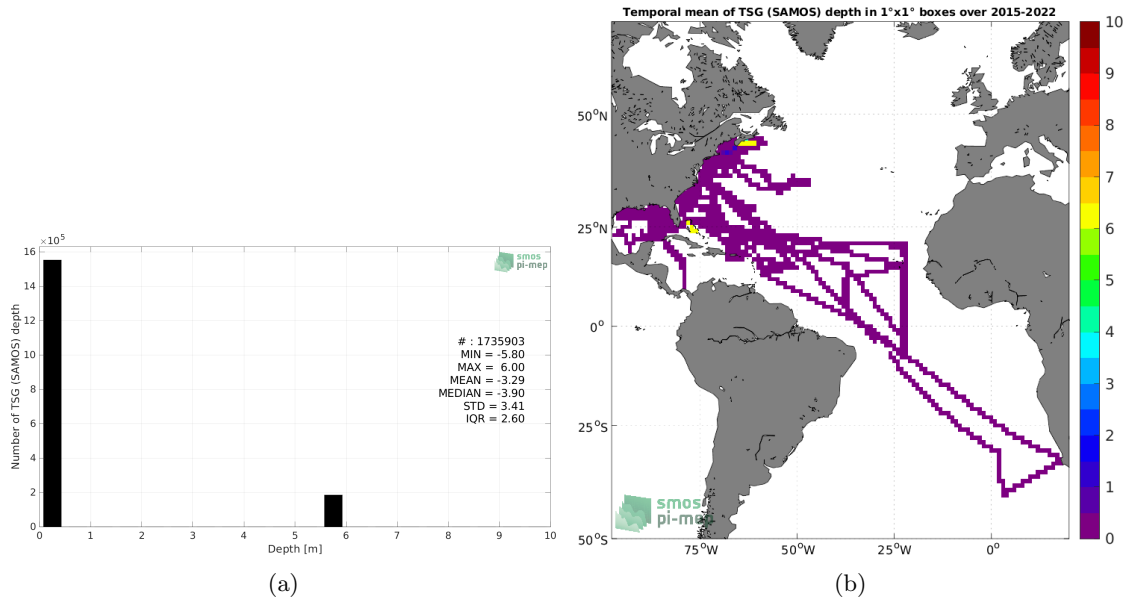 ×10⁵
16
14
12
10
8
6
4
2
0
Number of TSG (SAMOS) depth
smos
pi-mep
# : 1735903
MIN = -5.80
MAX = 6.00
MEAN = -3.29
MEDIAN = -3.90
STD = 3.41
IQR = 2.60
0 1 2 3 4 5 6 7 8 9 10
Depth [m]
(a)
Temporal mean of TSG (SAMOS) depth in 1°x1° boxes over 2015-2022
50°N
25°N
0°
25°S
50°S
75°W 50°W 25°W 0°
smos
pi-mep
10
9
8
7
6
5
4
3
2
1
0
(b)